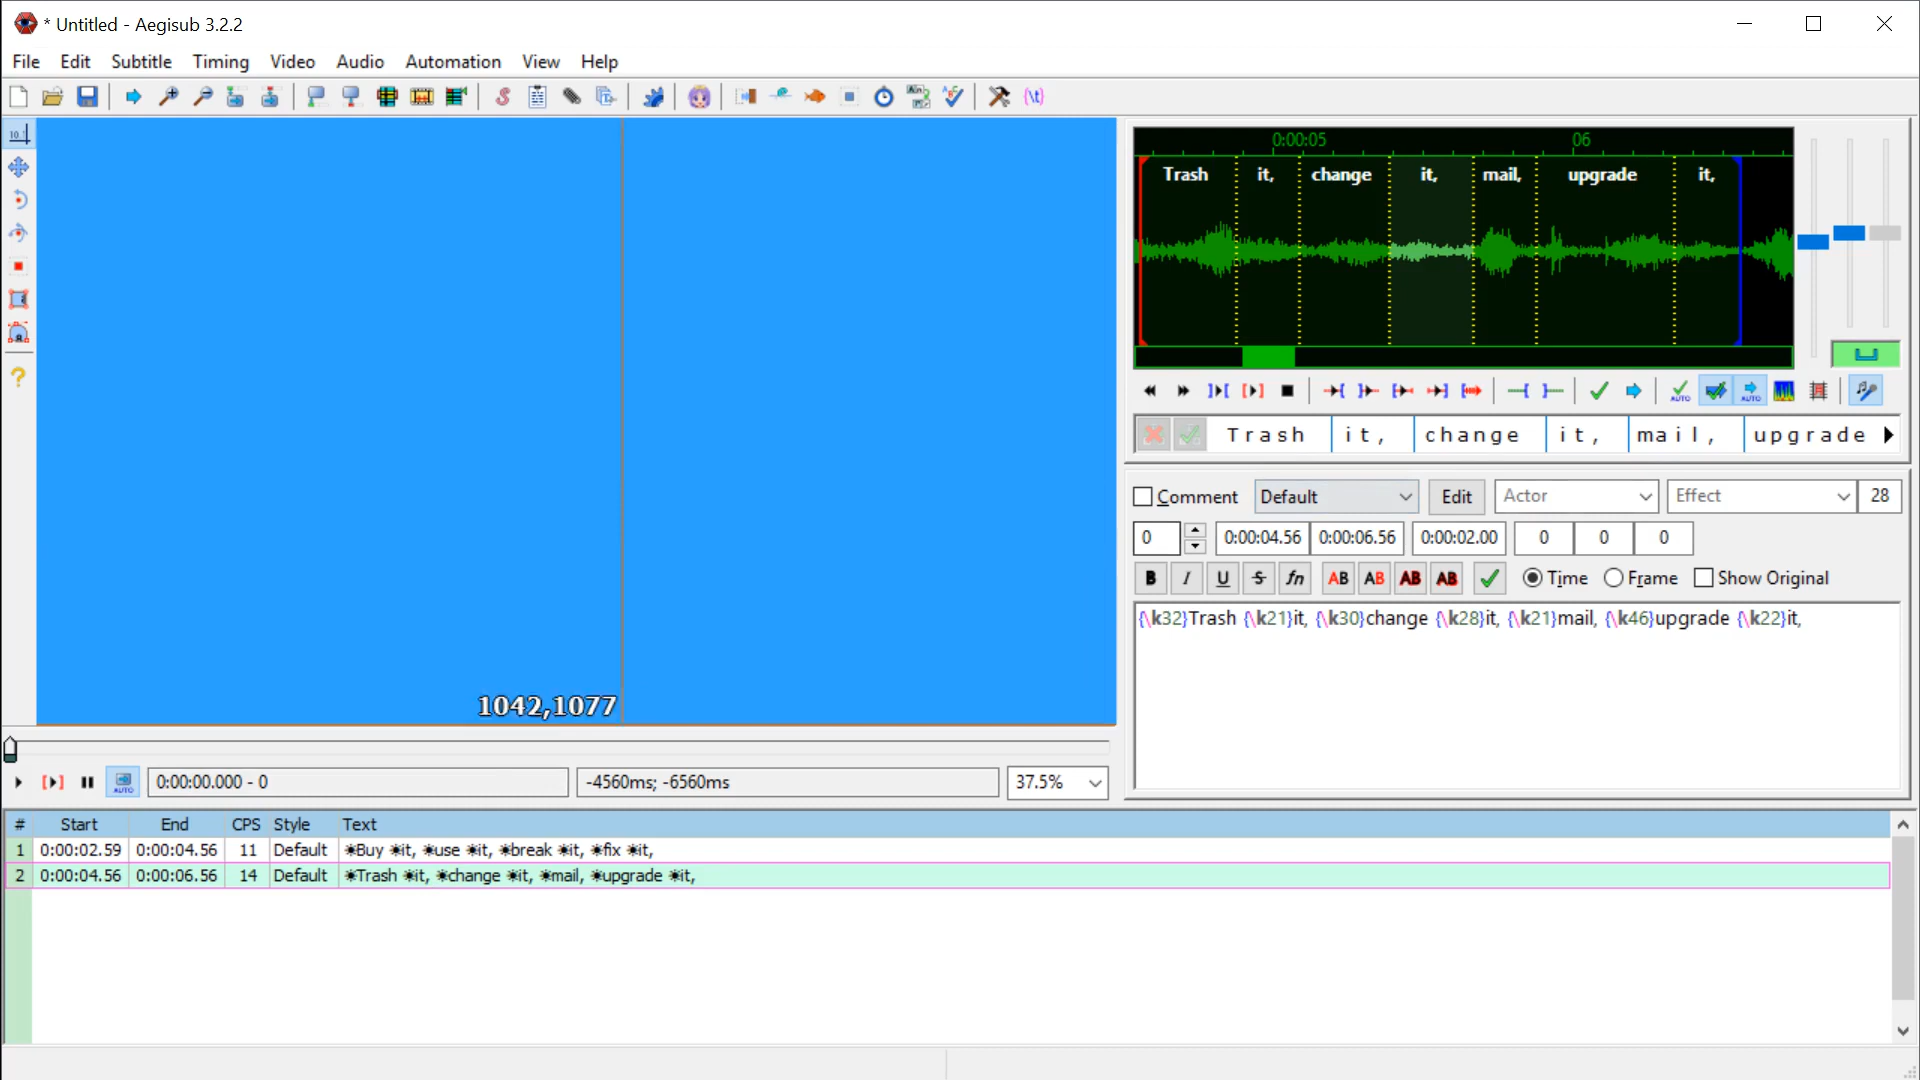 * Untitled - Aegisub 3.2.2
File Edit Subtitle Timing Video Audio Automation View Help
0:00:05 06
Trash it, change it, mail, upgrade it,
1042,1077
Trash it, change it, mail, upgrade
Comment Default Edit Actor Effect 28
0 0:00:04.56 0:00:06.56 0:00:02.00 0 0 0
B I U S fn AB AB AB AB Time Frame Show Original
{\k32}Trash {\k21}it, {\k30}change {\k28}it, {\k21}mail, {\k46}upgrade {\k22}it,
AUTO 0:00:00.000 - 0 -4560ms; -6560ms 37.5%
# Start End CPS Style Text
1 0:00:02.59 0:00:04.56 11 Default ☀Buy ☀it, ☀use ☀it, ☀break ☀it, ☀fix ☀it,
2 0:00:04.56 0:00:06.56 14 Default ☀Trash ☀it, ☀change ☀it, ☀mail, ☀upgrade ☀it,